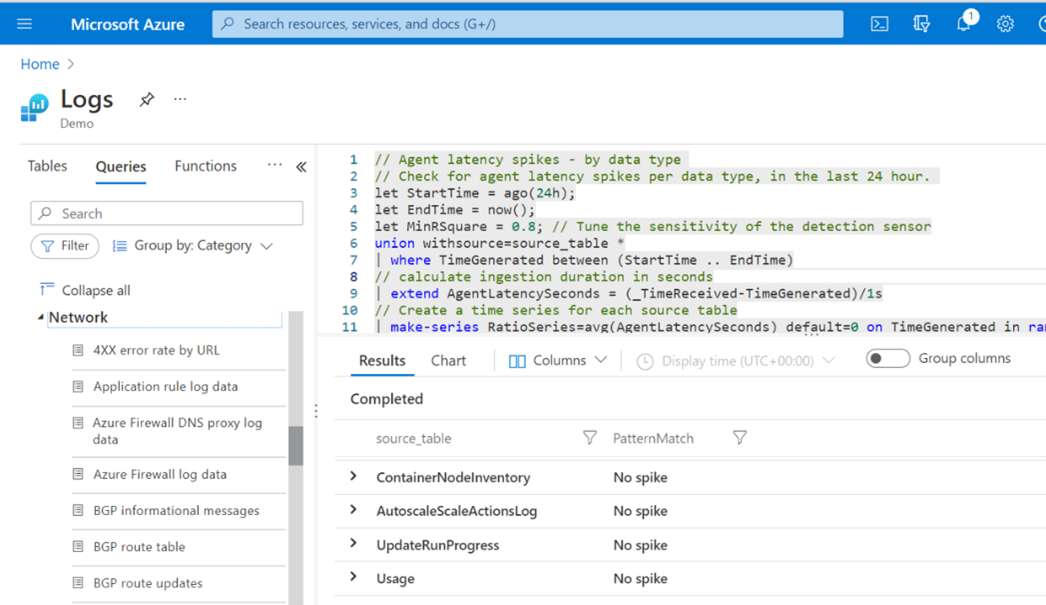 Microsoft Azure
Search resources, services, and docs (G+/)
1
Home
Logs
Demo
Tables
Queries
Functions
Search
Filter
Group by: Category
Collapse all
Network
4XX error rate by URL
Application rule log data
Azure Firewall DNS proxy log
data
Azure Firewall log data
BGP informational messages
BGP route table
BGP route updates
1 // Agent latency spikes - by data type
2 // Check for agent latency spikes per data type, in the last 24 hour.
3 let StartTime = ago(24h);
4 let EndTime = now();
5 let MinRSquare = 0.8; // Tune the sensitivity of the detection sensor
6 union withsource=source_table *
7 | where TimeGenerated between (StartTime .. EndTime)
8 // calculate ingestion duration in seconds
9 | extend AgentLatencySeconds = (_TimeReceived-TimeGenerated)/1s
10 // Create a time series for each source table
11 | make-series RatioSeries=avg(AgentLatencySeconds) default=0 on TimeGenerated in
Results
Chart
Columns
Display time (UTC+00:00)
Group columns
Completed
source_table PatternMatch
ContainerNodeInventory No spike
AutoscaleScaleActionsLog No spike
UpdateRunProgress No spike
Usage No spike